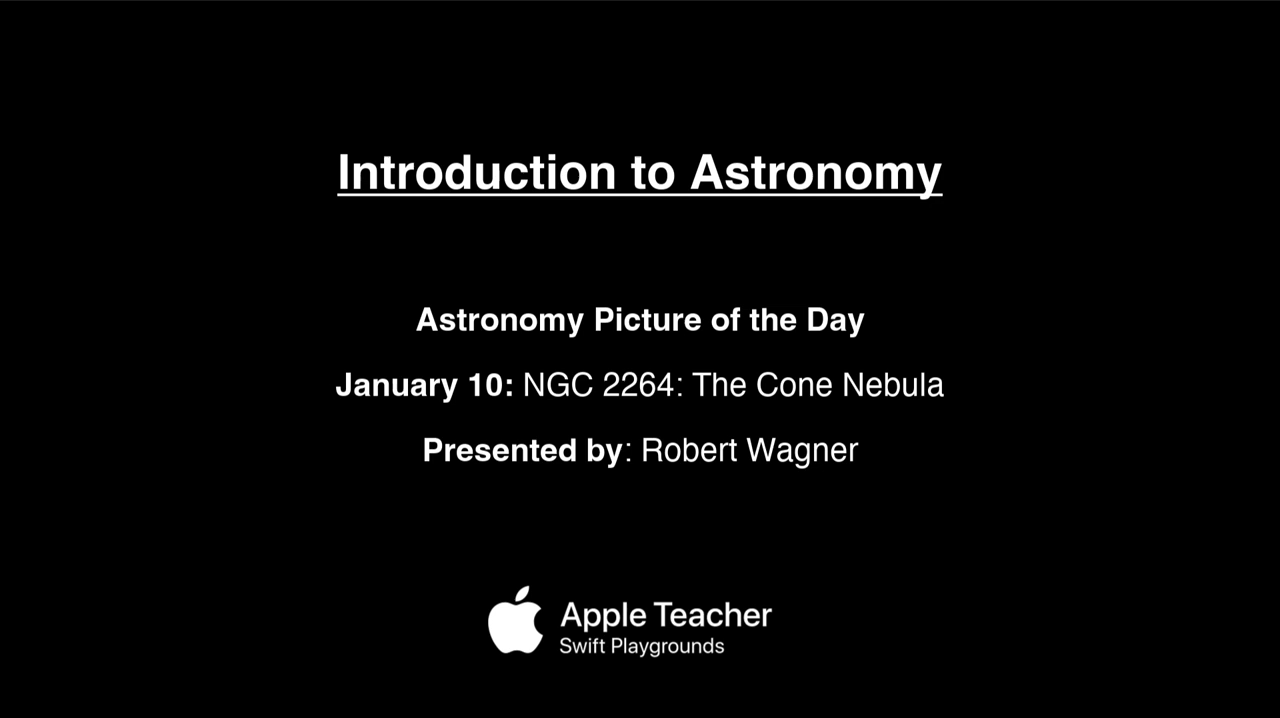 Introduction to Astronomy
Astronomy Picture of the Day
January 10: NGC 2264: The Cone Nebula
Presented by: Robert Wagner
Apple Teacher
Swift Playgrounds